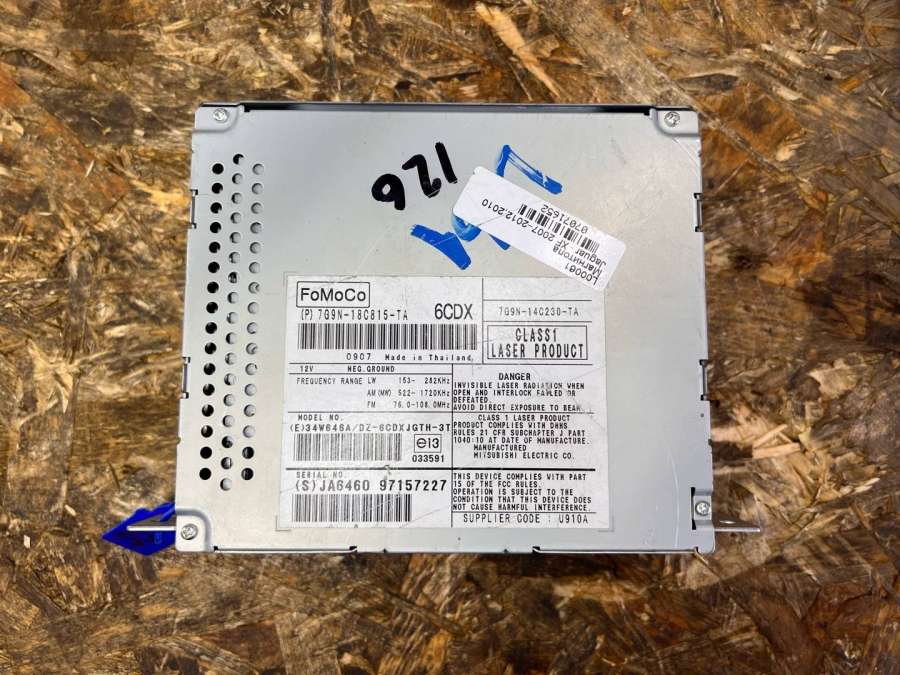 126
L00061
Магнитола
Jaguar -XF 2007-2012,2010
07071652
FoMoCo
(P) 7G9N-18C815-TA 6CDX
0907 Made in Thailand
12V NEG.GROUND
FREQUENCY RANGE LW 153- 282KHz
AM(MW) 522- 1720KHz
FM 76.0-108.0MHz
MODEL NO.
(E)34W646A/DZ-6CDXJGTH-3T
e13
033591
SERIAL NO.
(S)JA6460 97157227
7G9N-14C230-TA
CLASS1
LASER PRODUCT
DANGER
INVISIBLE LASER RADIATION WHEN
OPEN AND INTERLOCK FAILED OR
DEFEATED.
AVOID DIRECT EXPOSURE TO BEAM
CLASS 1 LASER PRODUCT
PRODUCT COMPLIES WITH DHHS
RULES 21 CFR SUBCHAPTER J PART
1040:10 AT DATE OF MANUFACTURE.
MANUFACTURED
MITSUBISHI ELECTRIC CO.
THIS DEVICE COMPLIES WITH PART
15 OF THE FCC RULES.
OPERATION IS SUBJECT TO THE
CONDITION THAT THIS DEVICE DOES
NOT CAUSE HARMFUL INTERFERENCE.
SUPPLIER CODE : U910A